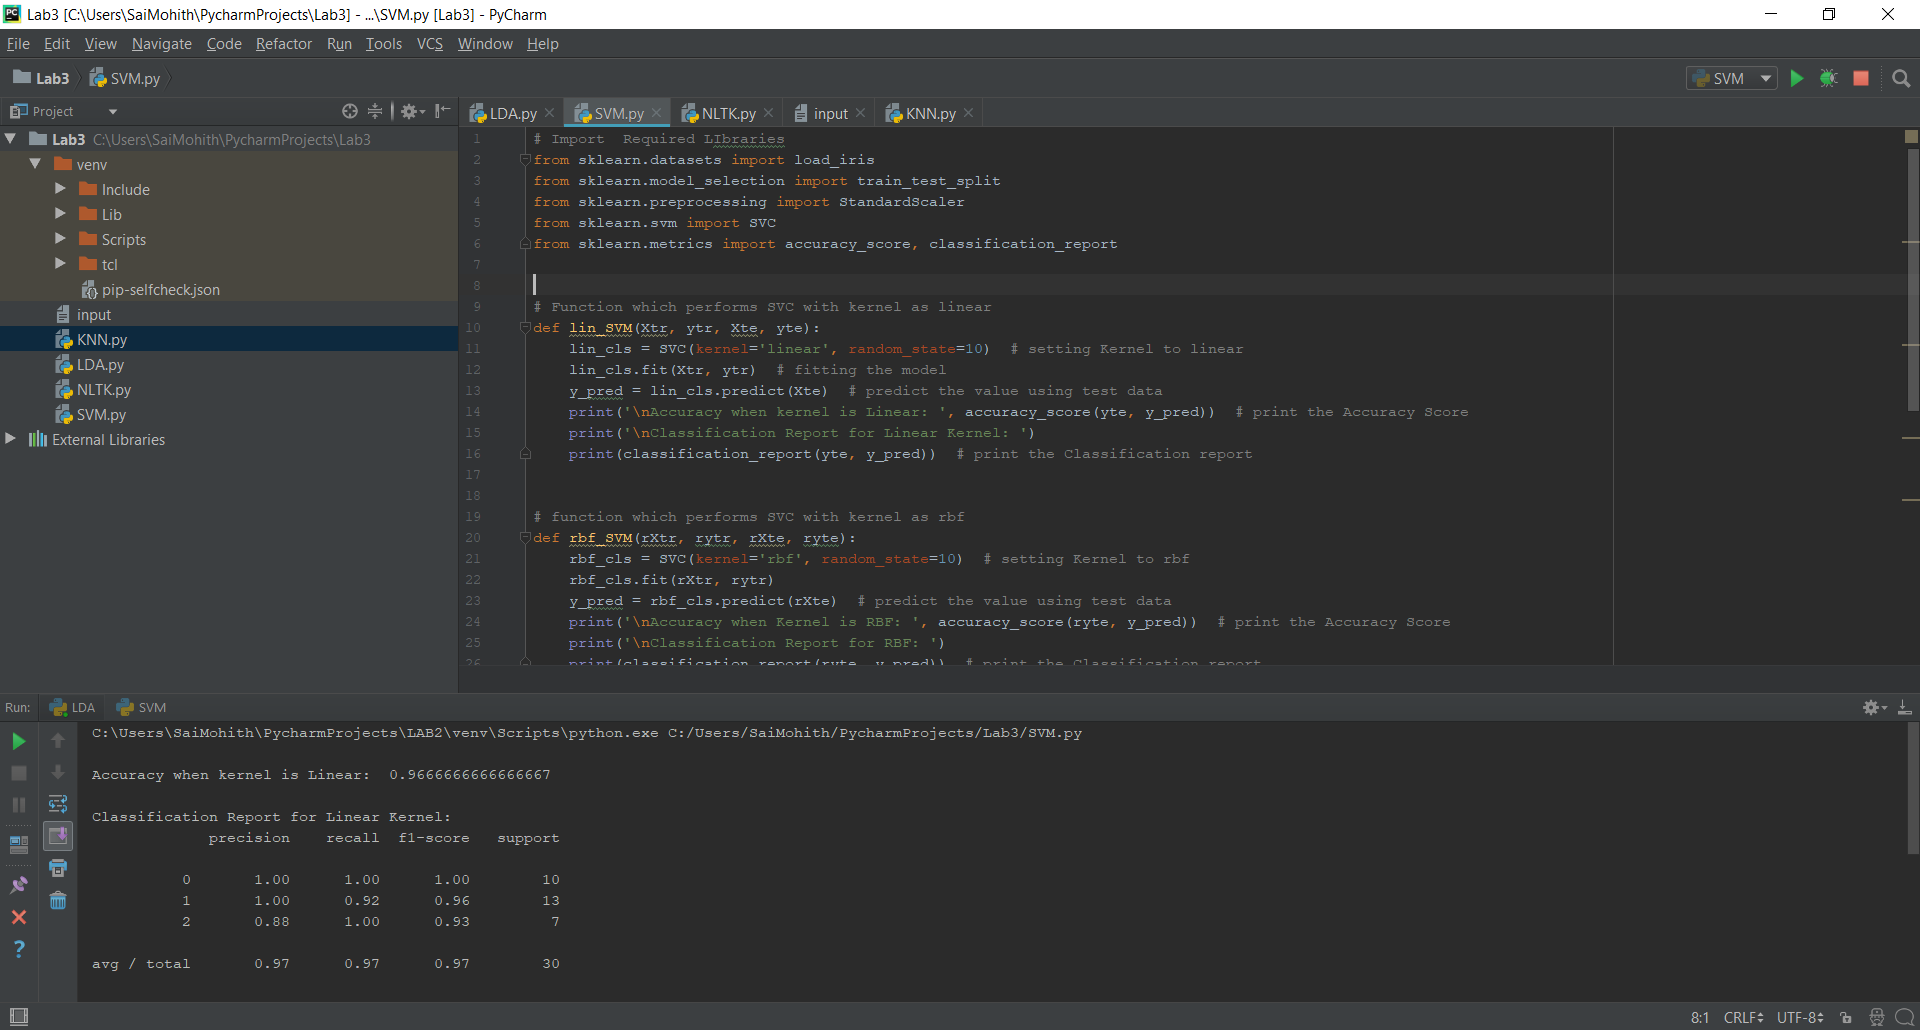 Lab3 [C:\Users\SaiMohith\PycharmProjects\Lab3] - ...\SVM.py [Lab3] - PyCharm
File Edit View Navigate Code Refactor Run Tools VCS Window Help
Lab3 SVM.py SVM
Project
Lab3 C:\Users\SaiMohith\PycharmProjects\Lab3
venv
Include
Lib
Scripts
tcl
pip-selfcheck.json
input
KNN.py
LDA.py
NLTK.py
SVM.py
External Libraries
LDA.py SVM.py NLTK.py input KNN.py
1 # Import  Required LIbraries
2 from sklearn.datasets import load_iris
3 from sklearn.model_selection import train_test_split
4 from sklearn.preprocessing import StandardScaler
5 from sklearn.svm import SVC
6 from sklearn.metrics import accuracy_score, classification_report
7
8
9 # Function which performs SVC with kernel as linear
10 def lin_SVM(Xtr, ytr, Xte, yte):
11     lin_cls = SVC(kernel='linear', random_state=10)  # setting Kernel to linear
12     lin_cls.fit(Xtr, ytr)  # fitting the model
13     y_pred = lin_cls.predict(Xte)  # predict the value using test data
14     print('\nAccuracy when kernel is Linear: ', accuracy_score(yte, y_pred))  # print the Accuracy Score
15     print('\nClassification Report for Linear Kernel: ')
16     print(classification_report(yte, y_pred))  # print the Classification report
17
18
19 # function which performs SVC with kernel as rbf
20 def rbf_SVM(rXtr, rytr, rXte, ryte):
21     rbf_cls = SVC(kernel='rbf', random_state=10)  # setting Kernel to rbf
22     rbf_cls.fit(rXtr, rytr)
23     y_pred = rbf_cls.predict(rXte)  # predict the value using test data
24     print('\nAccuracy when Kernel is RBF: ', accuracy_score(ryte, y_pred))  # print the Accuracy Score
25     print('\nClassification Report for RBF: ')
26     print(classification_report(ryte, y_pred))  # print the Classification report
Run: LDA SVM
C:\Users\SaiMohith\PycharmProjects\LAB2\venv\Scripts\python.exe C:/Users/SaiMohith/PycharmProjects/Lab3/SVM.py
Accuracy when kernel is Linear:  0.9666666666666667
Classification Report for Linear Kernel:
precision recall f1-score support
0 1.00 1.00 1.00 10
1 1.00 0.92 0.96 13
2 0.88 1.00 0.93 7
avg / total 0.97 0.97 0.97 30
8:1 CRLF UTF-8